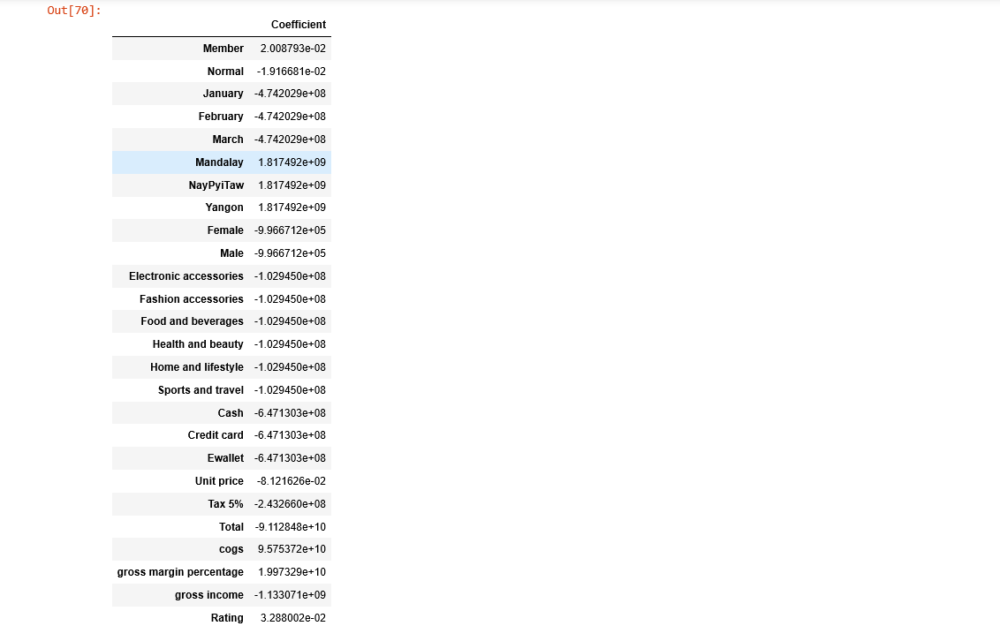 Out[70]:
Coefficient
Member 2.008793e-02
Normal -1.916681e-02
January -4.742029e+08
February -4.742029e+08
March -4.742029e+08
Mandalay 1.817492e+09
NayPyiTaw 1.817492e+09
Yangon 1.817492e+09
Female -9.966712e+05
Male -9.966712e+05
Electronic accessories -1.029450e+08
Fashion accessories -1.029450e+08
Food and beverages -1.029450e+08
Health and beauty -1.029450e+08
Home and lifestyle -1.029450e+08
Sports and travel -1.029450e+08
Cash -6.471303e+08
Credit card -6.471303e+08
Ewallet -6.471303e+08
Unit price -8.121626e-02
Tax 5% -2.432660e+08
Total -9.112848e+10
cogs 9.575372e+10
gross margin percentage 1.997329e+10
gross income -1.133071e+09
Rating 3.288002e-02